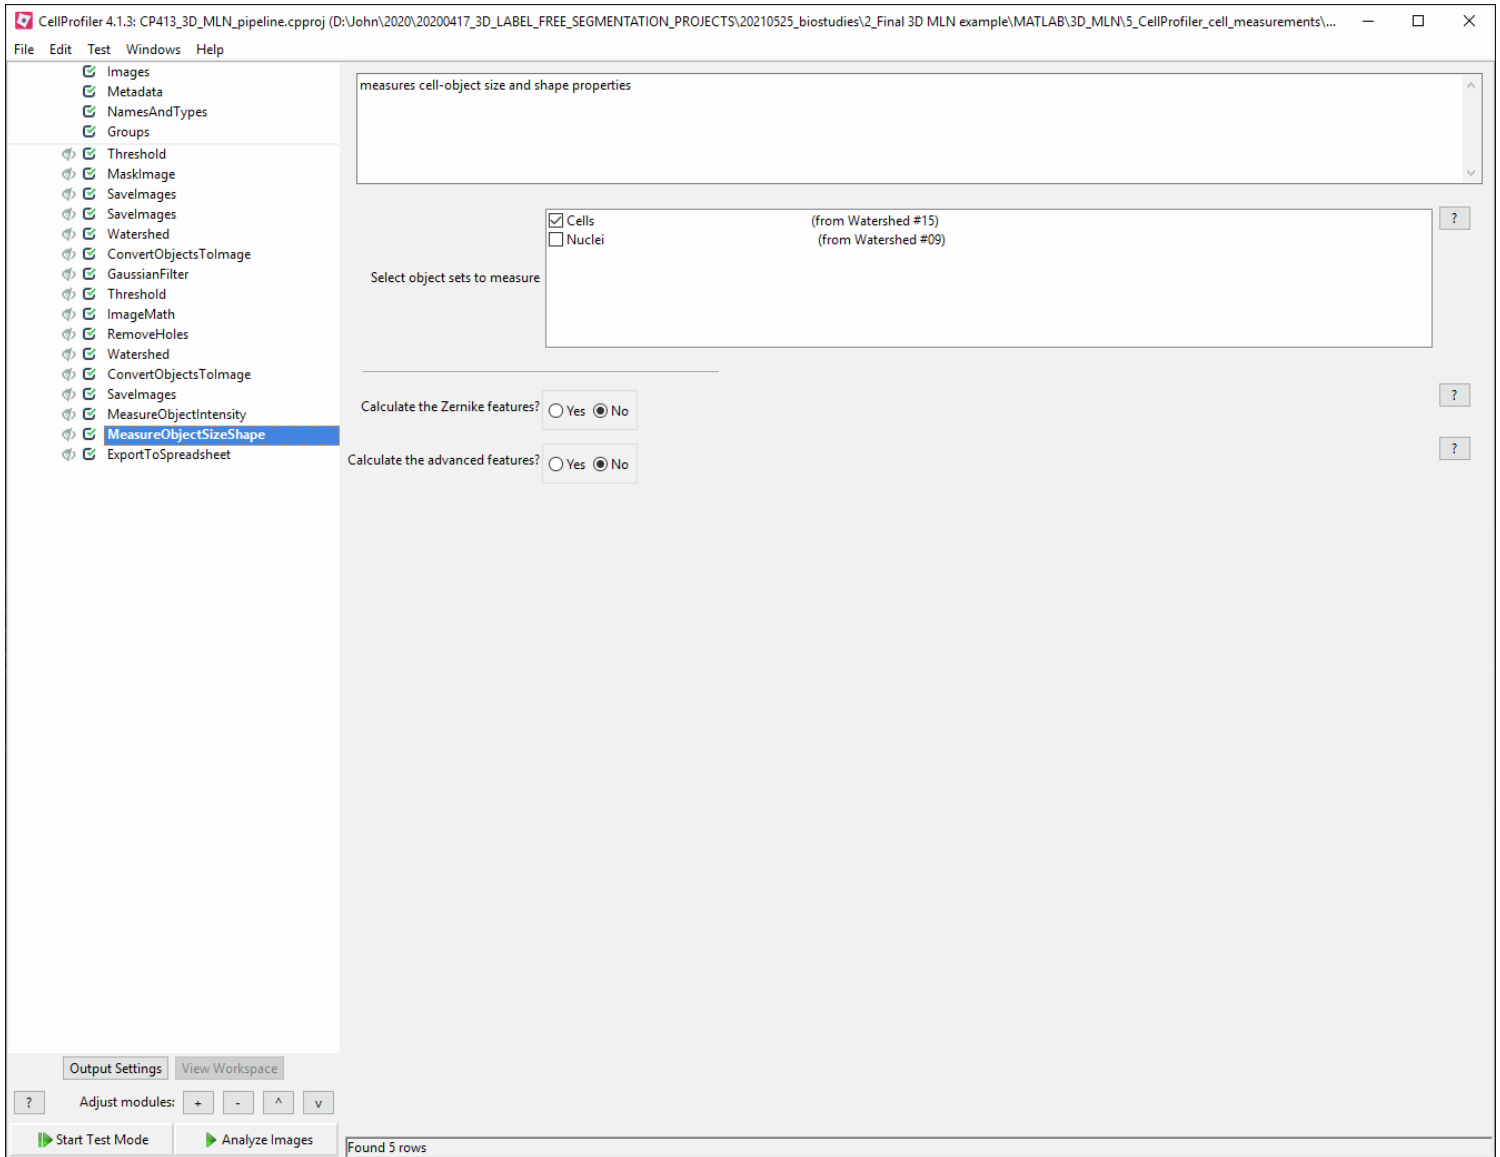 CellProfiler 4.1.3: CP413_3D_MLN_pipeline.cpproj (D:\John\2020\20200417_3D_LABEL_FREE_SEGMENTATION_PROJECTS\20210525_biostudies\2_Final 3D MLN example\MATLAB\3D_MLN\5_CellProfiler_cell_measurements\...
File Edit Test Windows Help
Images
Metadata
NamesAndTypes
Groups
Threshold
MaskImage
SaveImages
SaveImages
Watershed
ConvertObjectsToImage
GaussianFilter
Threshold
ImageMath
RemoveHoles
Watershed
ConvertObjectsToImage
SaveImages
MeasureObjectIntensity
MeasureObjectSizeShape
ExportToSpreadsheet
measures cell-object size and shape properties
Select object sets to measure
Cells (from Watershed #15)
Nuclei (from Watershed #09)
?
Calculate the Zernike features? Yes No ?
Calculate the advanced features? Yes No ?
Output Settings View Workspace
? Adjust modules: + - ^ v
Start Test Mode Analyze Images
Found 5 rows